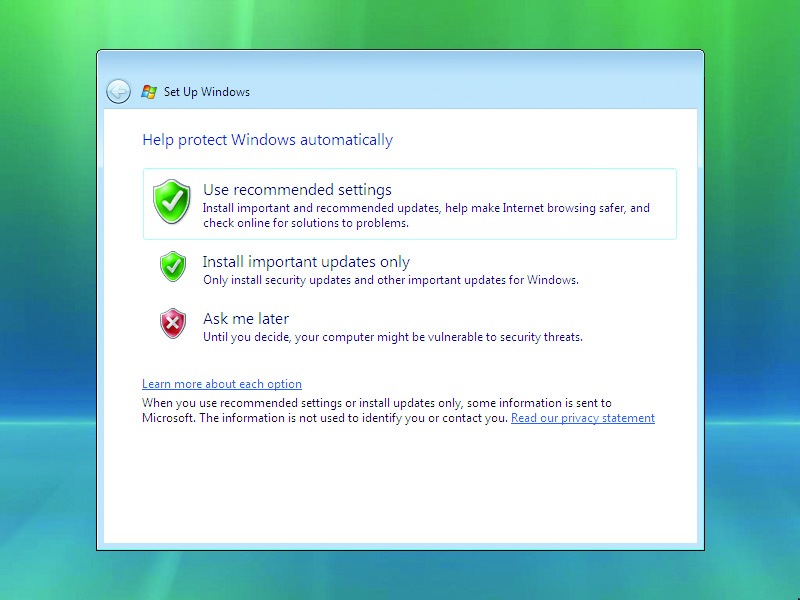 Set Up Windows
Help protect Windows automatically
Use recommended settings
Install important and recommended updates, help make Internet browsing safer, and
check online for solutions to problems.
Install important updates only
Only install security updates and other important updates for Windows.
Ask me later
Until you decide, your computer might be vulnerable to security threats.
Learn more about each option
When you use recommended settings or install updates only, some information is sent to
Microsoft. The information is not used to identify you or contact you. Read our privacy statement